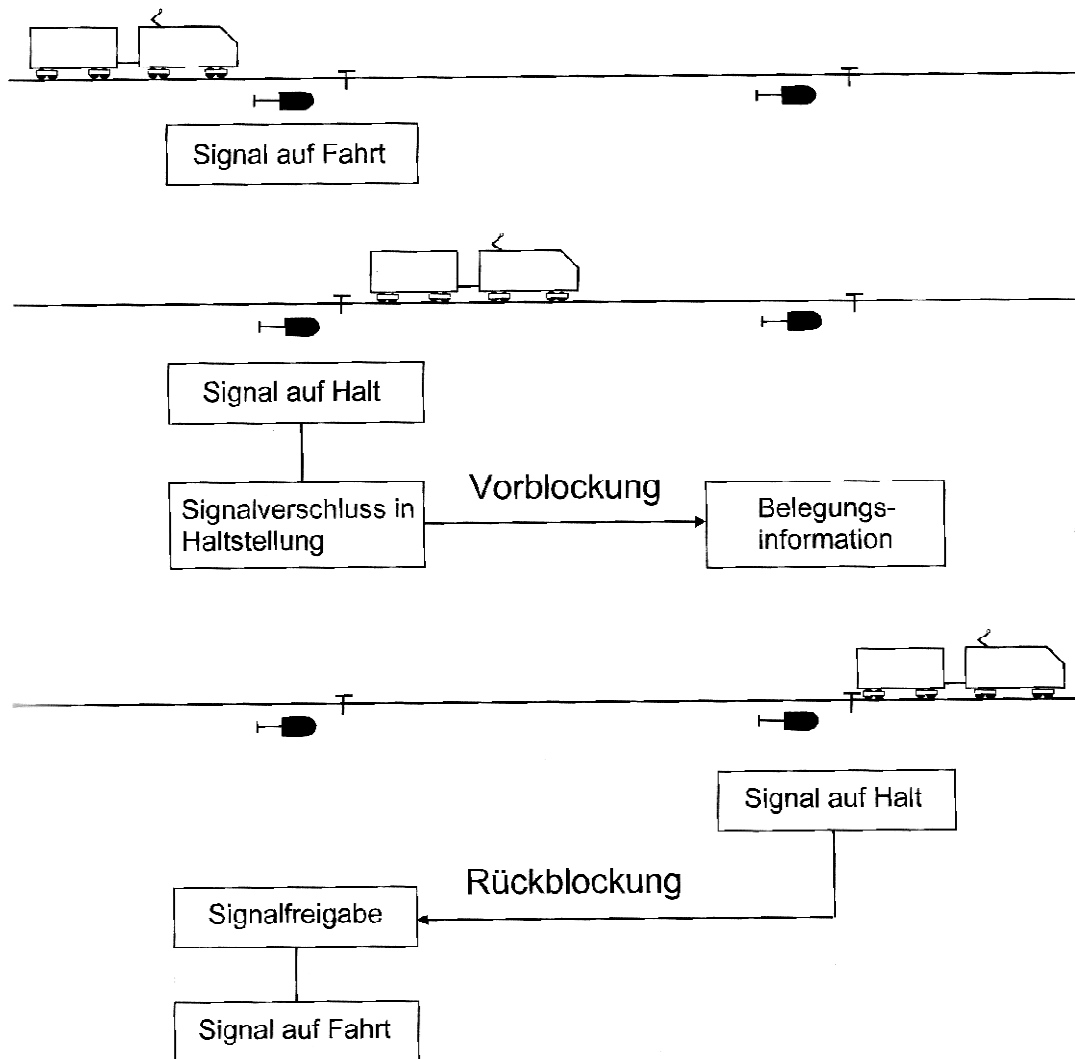 Signal auf Fahrt
Signal auf Halt
Signalverschluss in
Haltstellung
Vorblockung
Belegungs-
information
Signal auf Halt
Rückblockung
Signalfreigabe
Signal auf Fahrt